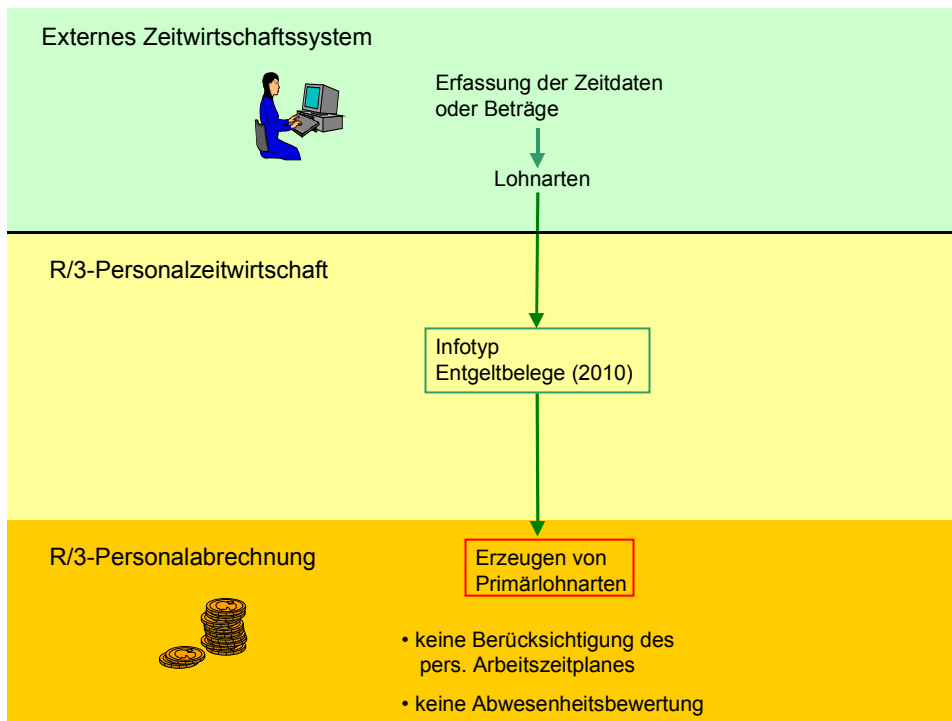 Externes Zeitwirtschaftssystem
Erfassung der Zeitdaten
oder Beträge
Lohnarten
R/3-Personalzeitwirtschaft
Infotyp
Entgeltbelege (2010)
R/3-Personalabrechnung
Erzeugen von
Primärlohnarten
• keine Berücksichtigung des
pers. Arbeitszeitplanes
• keine Abwesenheitsbewertung